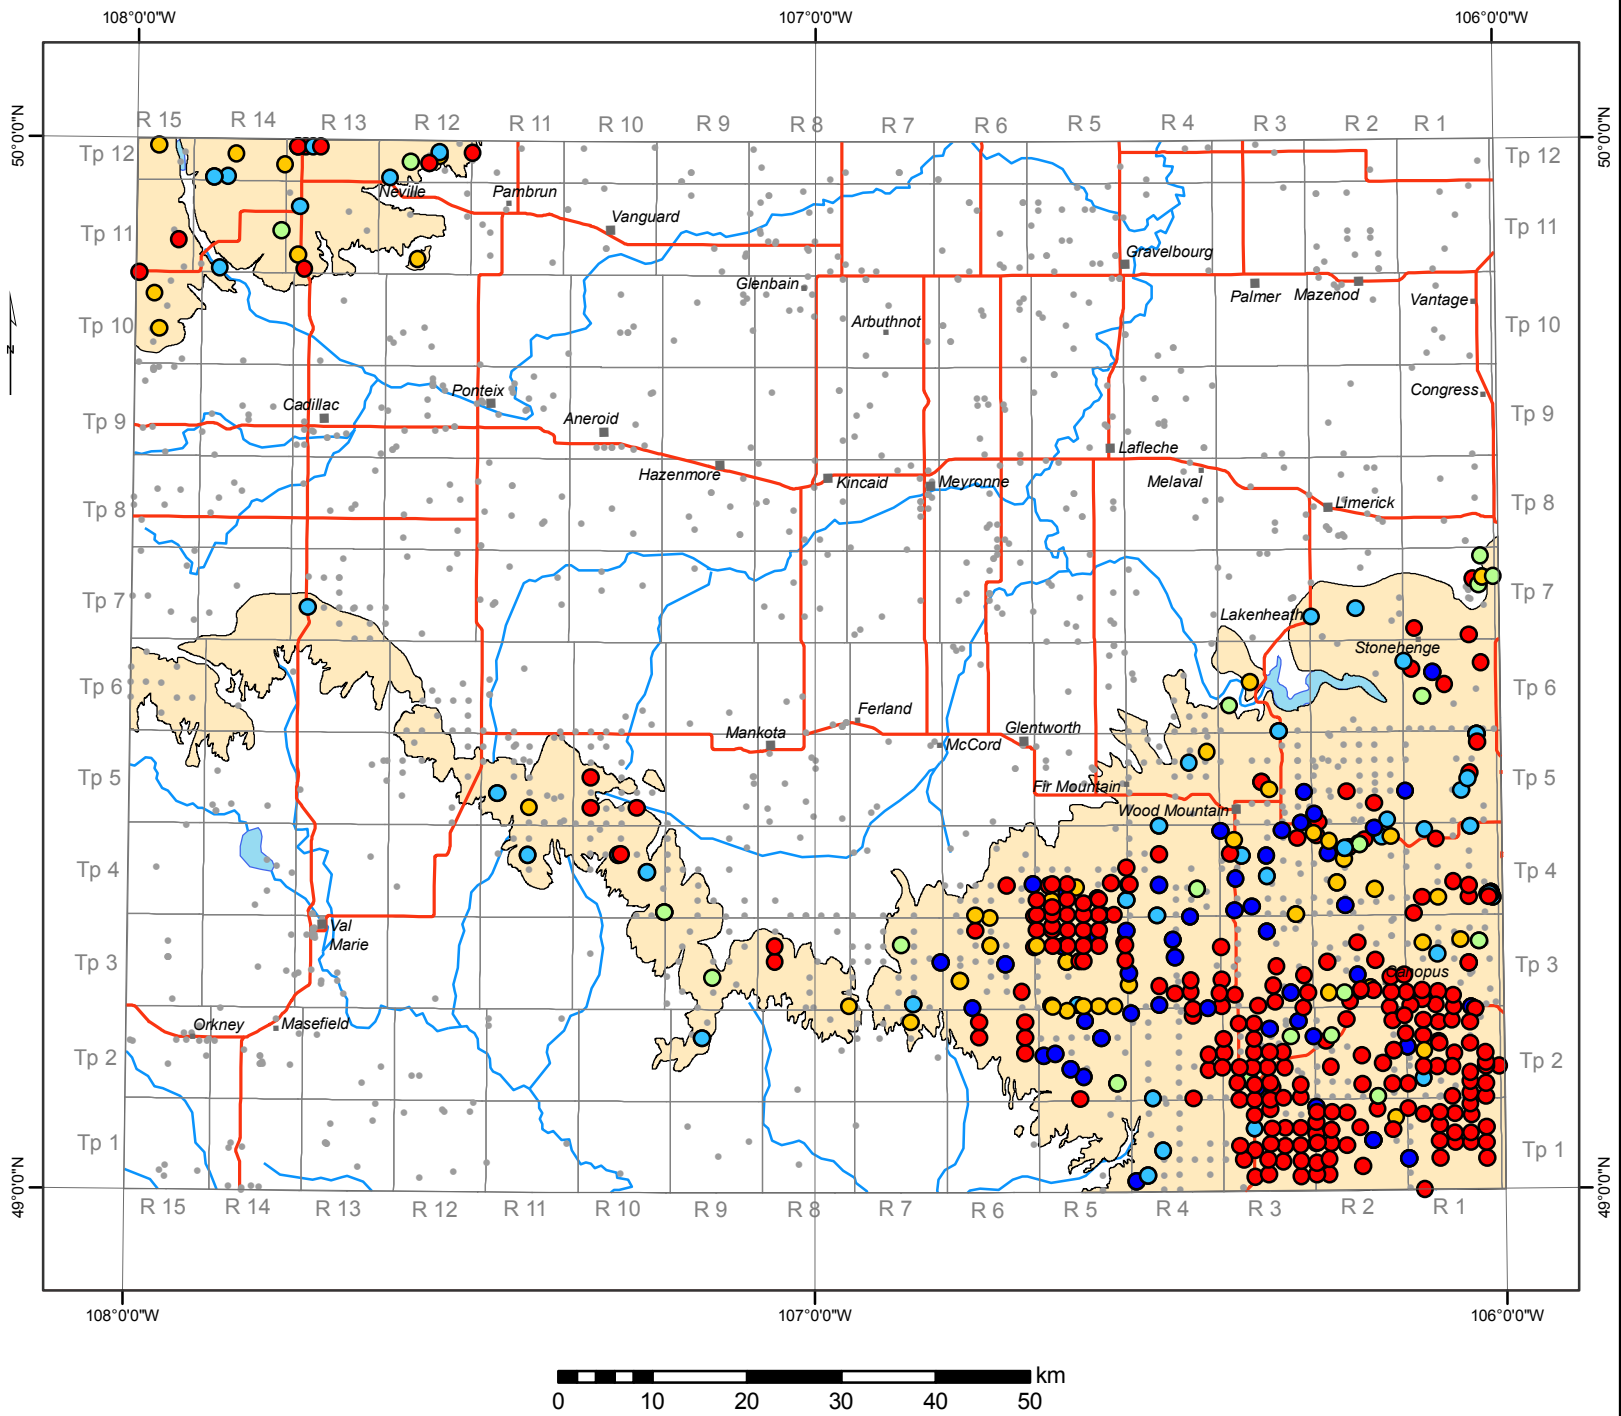 108°0'0"W 107°0'0"W 106°0'0"W
50°0'0"N 50°0'0"N
R 15 R 14 R 13 R 12 R 11 R 10 R 9 R 8 R 7 R 6 R 5 R 4 R 3 R 2 R 1
Tp 12 Tp 12
Neville Pambrun
Vanguard
Tp 11 Tp 11
Gravelbourg
Glenbain Palmer Mazenod Vantage
N
Tp 10 Arbuthnot Tp 10
Ponteix Congress
Cadillac
Tp 9 Aneroid Tp 9
Lafleche
Hazenmore Kincaid Meyronne Melaval
Tp 8 Limerick Tp 8
Tp 7 Tp 7
Lakenheath
Stonehenge
Tp 6 Tp 6
Ferland
Mankota McCord Glentworth
Tp 5 Tp 5
Fir Mountain
Wood Mountain
Tp 4 Tp 4
Val
Marie
Tp 3 Tp 3
Canopus
Orkney Masefield
Tp 2 Tp 2
Tp 1 Tp 1
49°0'0"N 49°0'0"N
R 15 R 14 R 13 R 12 R 11 R 10 R 9 R 8 R 7 R 6 R 5 R 4 R 3 R 2 R 1
108°0'0"W 107°0'0"W 106°0'0"W
km
0 10 20 30 40 50